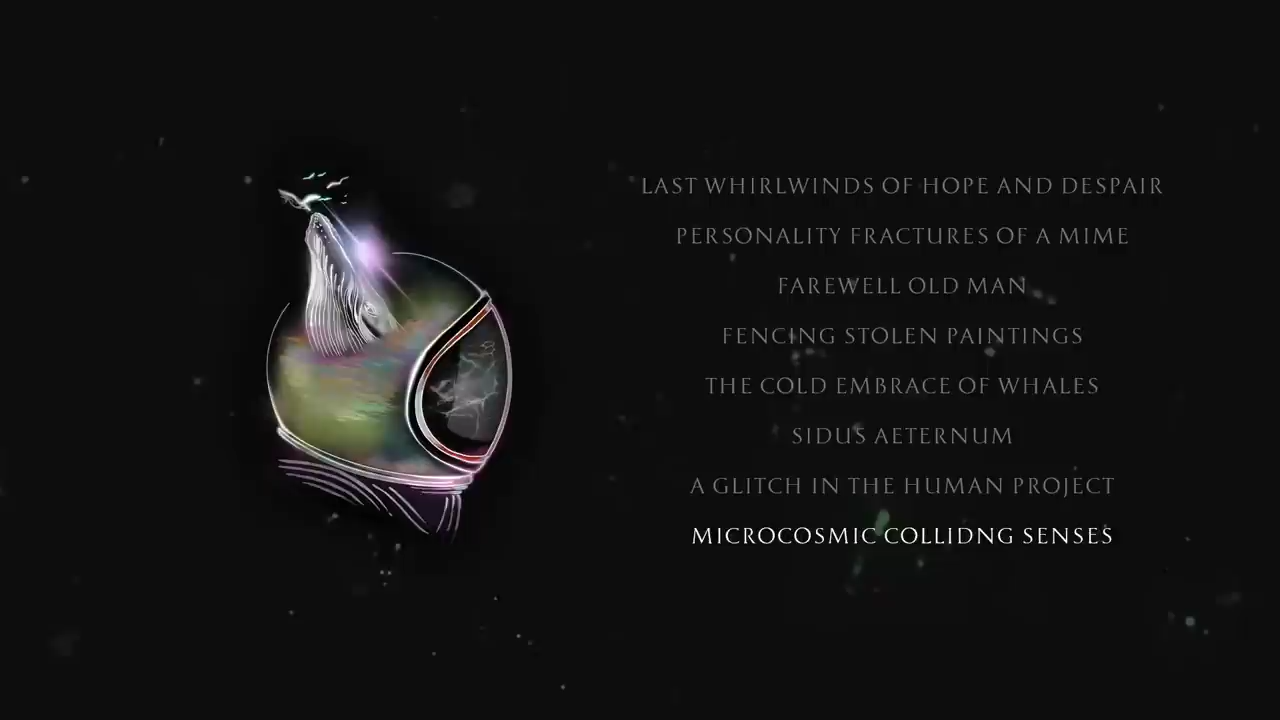 LAST WHIRLWINDS OF HOPE AND DESPAIR
PERSONALITY FRACTURES OF A MIME
FAREWELL OLD MAN
FENCING STOLEN PAINTINGS
THE COLD EMBRACE OF WHALES
SIDUS AETERNUM
A GLITCH IN THE HUMAN PROJECT
MICROCOSMIC COLLIDNG SENSES